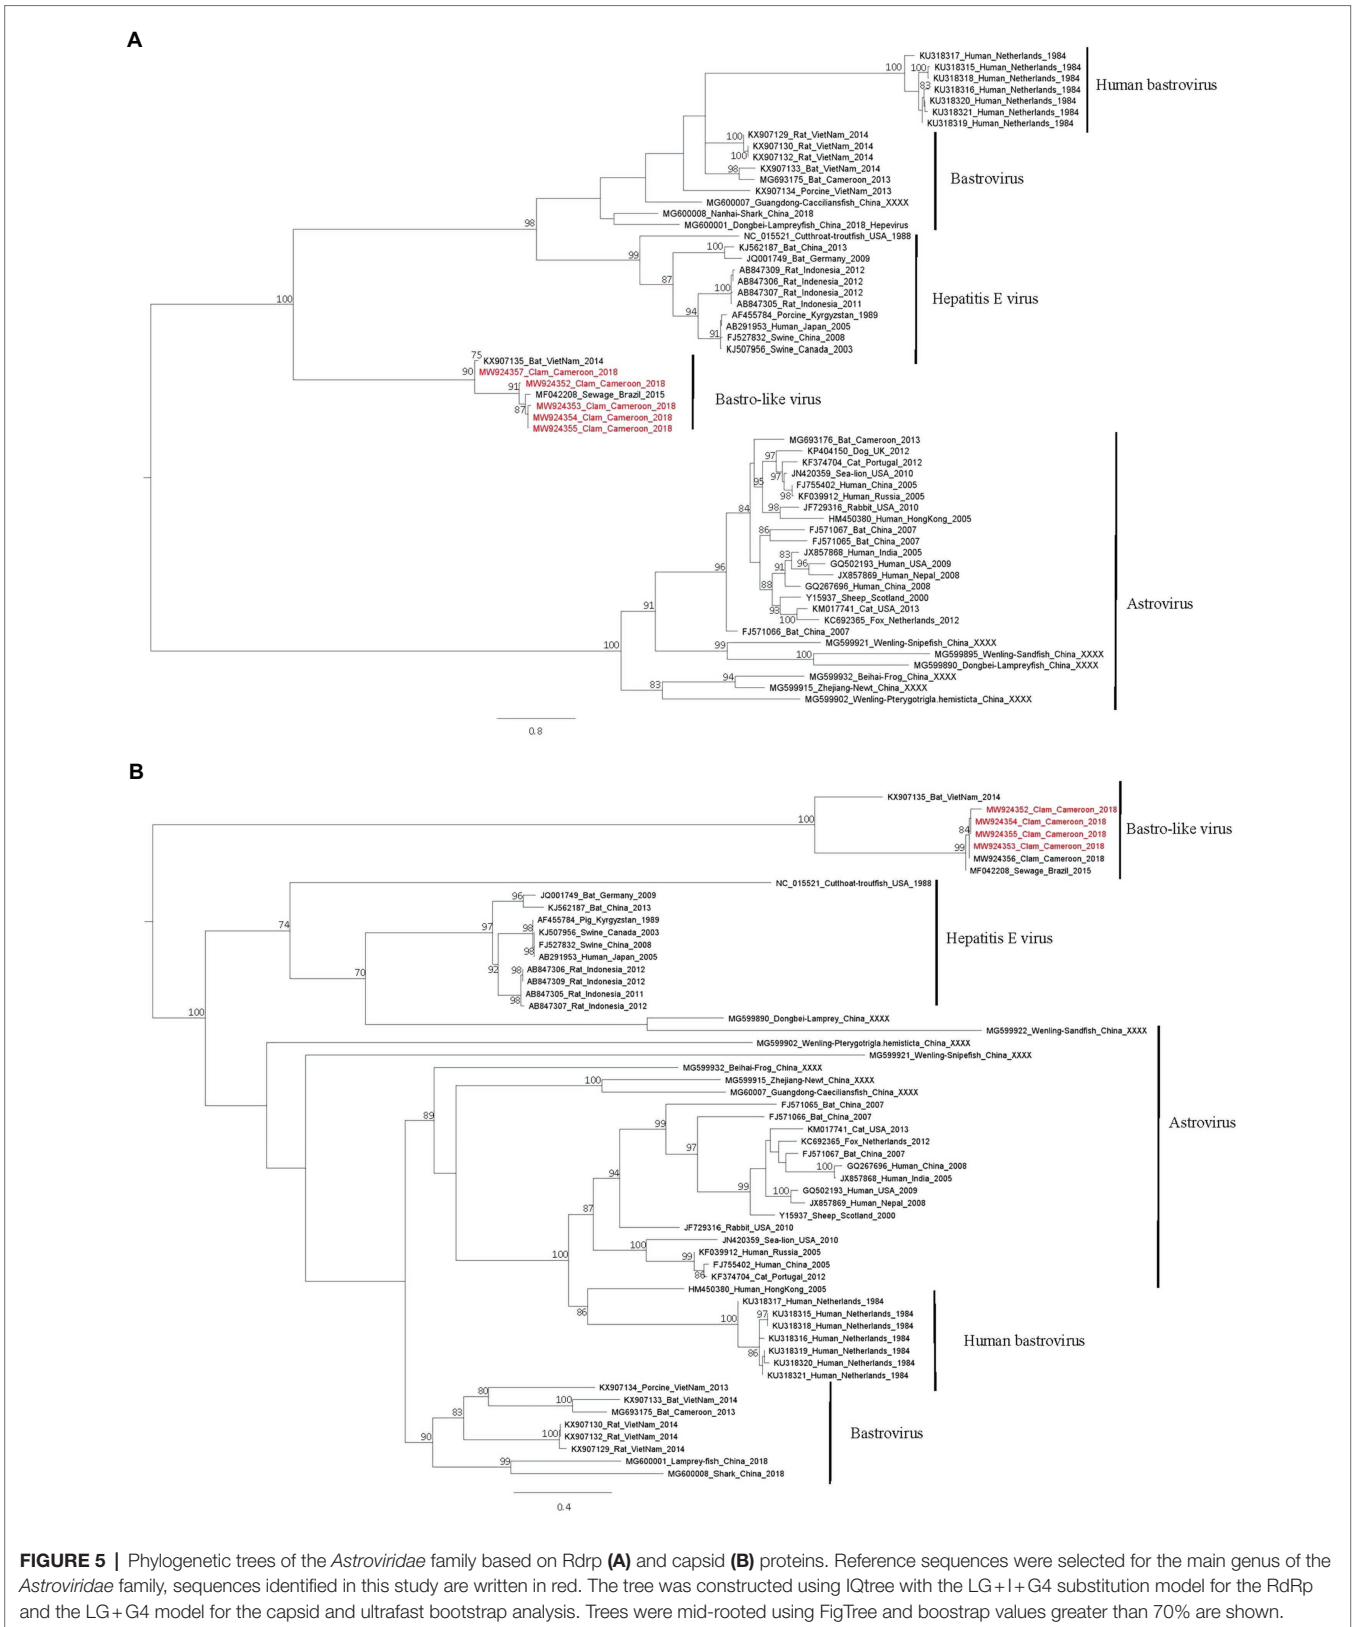 A
KU318317_Human_Netherlands_1984
100
100
KU318315_Human_Netherlands_1984
KU318318_Human_Netherlands_1984
83
KU318316_Human_Netherlands_1984
Human bastrovirus
KU318320_Human_Netherlands_1984
KU318321_Human_Netherlands_1984
KU318319_Human_Netherlands_1984
100
KX907129_Rat_VietNam_2014
KX907130_Rat_VietNam_2014
100
KX907132_Rat_VietNam_2014
98
KX907133_Bat_VietNam_2014
MG693175_Bat_Cameroon_2013
Bastrovirus
KX907134_Porcine_VietNam_2013
MG600007_Guangdong-Cacciliansfish_China_XXXX
MG600008_Nanhai-Shark_China_2018
98
MG600001_Dongbei-Lampreyfish_China_2018_Hepevirus
NC_015521_Cutthroat-troutfish_USA_1988
99
100
KJ562187_Bat_China_2013
JQ001749_Bat_Germany_2009
AB847309_Rat_Indonesia_2012
87
AB847306_Rat_Indenesia_2012
100
AB847307_Rat_Indonesia_2012
100
AB847305_Rat_Indonesia_2011
Hepatitis E virus
94
AF455784_Porcine_Kyrgyzstan_1989
AB291953_Human_Japan_2005
91
FJ527832_Swine_China_2008
KJ507956_Swine_Canada_2003
75
KX907135_Bat_VietNam_2014
90
MW924357_Clam_Cameroon_2018
91
MW924352_Clam_Cameroon_2018
MF042208_Sewage_Brazil_2015
Bastro-like virus
87
MW924353_Clam_Cameroon_2018
MW924354_Clam_Cameroon_2018
MW924355_Clam_Cameroon_2018
MG693176_Bat_Cameroon_2013
97
KP404150_Dog_UK_2012
KF374704_Cat_Portugal_2012
97
JN420359_Sea-lion_USA_2010
95
FJ755402_Human_China_2005
98
KF039912_Human_Russia_2005
84
98
JF729316_Rabbit_USA_2010
HM450380_Human_HongKong_2005
86
FJ571067_Bat_China_2007
FJ571065_Bat_China_2007
83
JX857868_Human_India_2005
96
91
96
GQ502193_Human_USA_2009
JX857869_Human_Nepal_2008
88
GQ267696_Human_China_2008
Y15937_Sheep_Scotland_2000
91
93
KM017741_Cat_USA_2013
Astrovirus
100
KC692365_Fox_Netherlands_2012
FJ571066_Bat_China_2007
100
99
MG599921_Wenling-Snipefish_China_XXXX
100
MG599895_Wenling-Sandfish_China_XXXX
MG599890_Dongbei-Lampreyfish_China_XXXX
94
MG599932_Beihai-Frog_China_XXXX
83
MG599915_Zhejiang-Newt_China_XXXX
MG599902_Wenling-Pterygotrigla.hemisticta_China_XXXX
0.8
B
KX907135_Bat_VietNam_2014
MW924352_Clam_Cameroon_2018
100
MW924354_Clam_Cameroon_2018
84
MW924355_Clam_Cameroon_2018
Bastro-like virus
99
MW924353_Clam_Cameroon_2018
MW924356_Clam_Cameroon_2018
MF042208_Sewage_Brazil_2015
NC_015521_Cutthoat-troutfish_USA_1988
96
JQ001749_Bat_Germany_2009
KJ562187_Bat_China_2013
74
97
98
AF455784_Pig_Kyrgyzstan_1989
KJ507956_Swine_Canada_2003
Hepatitis E virus
98
FJ527832_Swine_China_2008
AB291953_Human_Japan_2005
70
92
98
AB847306_Rat_Indonesia_2012
AB847309_Rat_Indonesia_2012
AB847305_Rat_Indonesia_2011
98
AB847307_Rat_Indonesia_2012
100
MG599890_Dongbei-Lamprey_China_XXXX
MG599922_Wenling-Sandfish_China_XXXX
MG599902_Wenling-Pterygotrigla.hemisticta_China_XXXX
MG599921_Wenling-Snipefish_China_XXXX
MG599932_Beihai-Frog_China_XXXX
100
MG599915_Zhejiang-Newt_China_XXXX
MG60007_Guangdong-Caeciliansfish_China_XXXX
89
FJ571065_Bat_China_2007
99
FJ571066_Bat_China_2007
Astrovirus
KM017741_Cat_USA_2013
97
KC692365_Fox_Netherlands_2012
FJ571067_Bat_China_2007
94
100
GQ267696_Human_China_2008
JX857868_Human_India_2005
99
100
GQ502193_Human_USA_2009
JX857869_Human_Nepal_2008
87
Y15937_Sheep_Scotland_2000
JF729316_Rabbit_USA_2010
100
JN420359_Sea-lion_USA_2010
100
99
KF039912_Human_Russia_2005
FJ755402_Human_China_2005
86
KF374704_Cat_Portugal_2012
HM450380_Human_HongKong_2005
86
KU318317_Human_Netherlands_1984
100
97
KU318315_Human_Netherlands_1984
KU318318_Human_Netherlands_1984
KU318316_Human_Netherlands_1984
Human bastrovirus
86
KU318319_Human_Netherlands_1984
KU318320_Human_Netherlands_1984
KU318321_Human_Netherlands_1984
80
KX907134_Porcine_VietNam_2013
100
KX907133_Bat_VietNam_2014
83
MG693175_Bat_Cameroon_2013
KX907130_Rat_VietNam_2014
90
100
KX907132_Rat_VietNam_2014
Bastrovirus
KX907129_Rat_VietNam_2014
99
MG600001_Lamprey-fish_China_2018
MG600008_Shark_China_2018
0.4
FIGURE 5 | Phylogenetic trees of the Astroviridae family based on Rdrp (A) and capsid (B) proteins. Reference sequences were selected for the main genus of the
Astroviridae family, sequences identified in this study are written in red. The tree was constructed using IQtree with the LG+I+G4 substitution model for the RdRp
and the LG+G4 model for the capsid and ultrafast bootstrap analysis. Trees were mid-rooted using FigTree and boostrap values greater than 70% are shown.